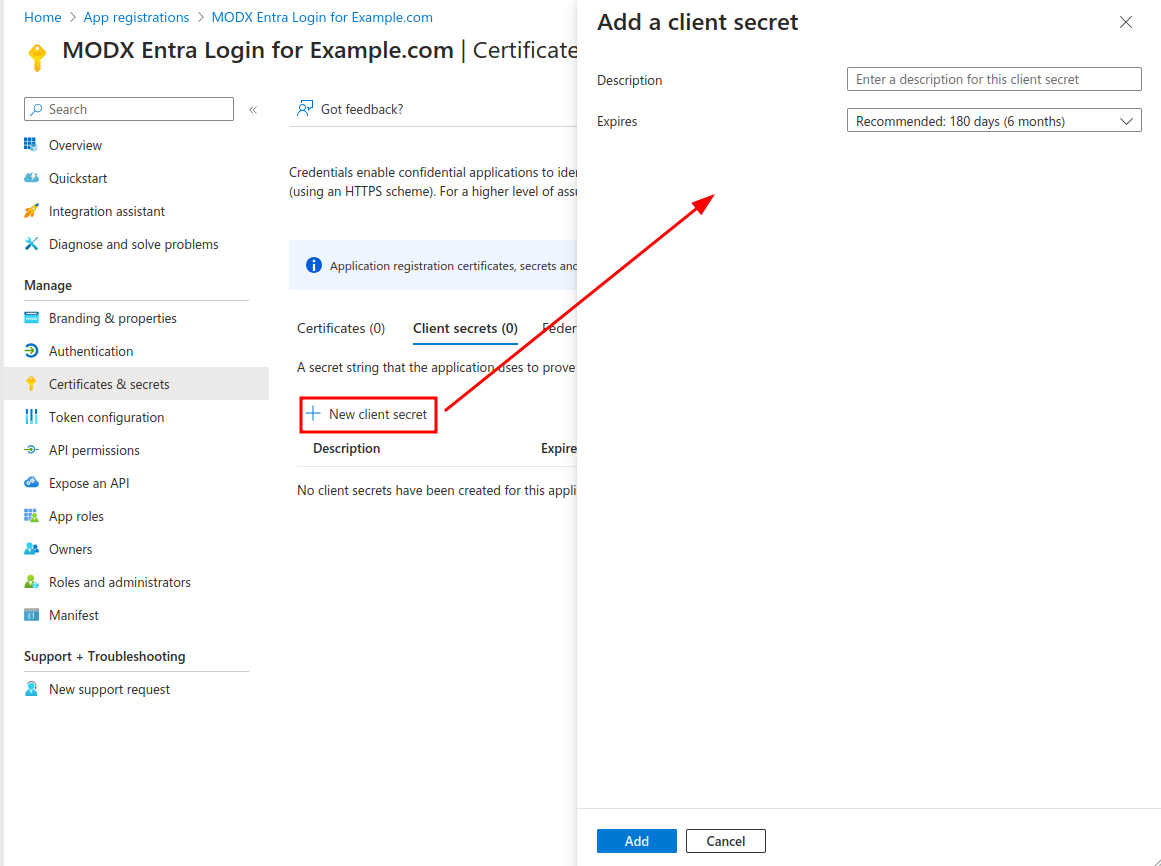 Home > App registrations > MODX Entra Login for Example.com
MODX Entra Login for Example.com | Certificate
Search
«
Overview
Quickstart
Integration assistant
Diagnose and solve problems
Manage
Branding & properties
Authentication
Certificates & secrets
Token configuration
API permissions
Expose an API
App roles
Owners
Roles and administrators
Manifest
Support + Troubleshooting
New support request
Got feedback?
Credentials enable confidential applications to ide
(using an HTTPS scheme). For a higher level of ass
Application registration certificates, secrets and
Certificates (0) Client secrets (0) Feder
A secret string that the application uses to prove
New client secret
Description Expire
No client secrets have been created for this appli
Add a client secret
Description
Enter a description for this client secret
Expires
Recommended: 180 days (6 months)
Add Cancel